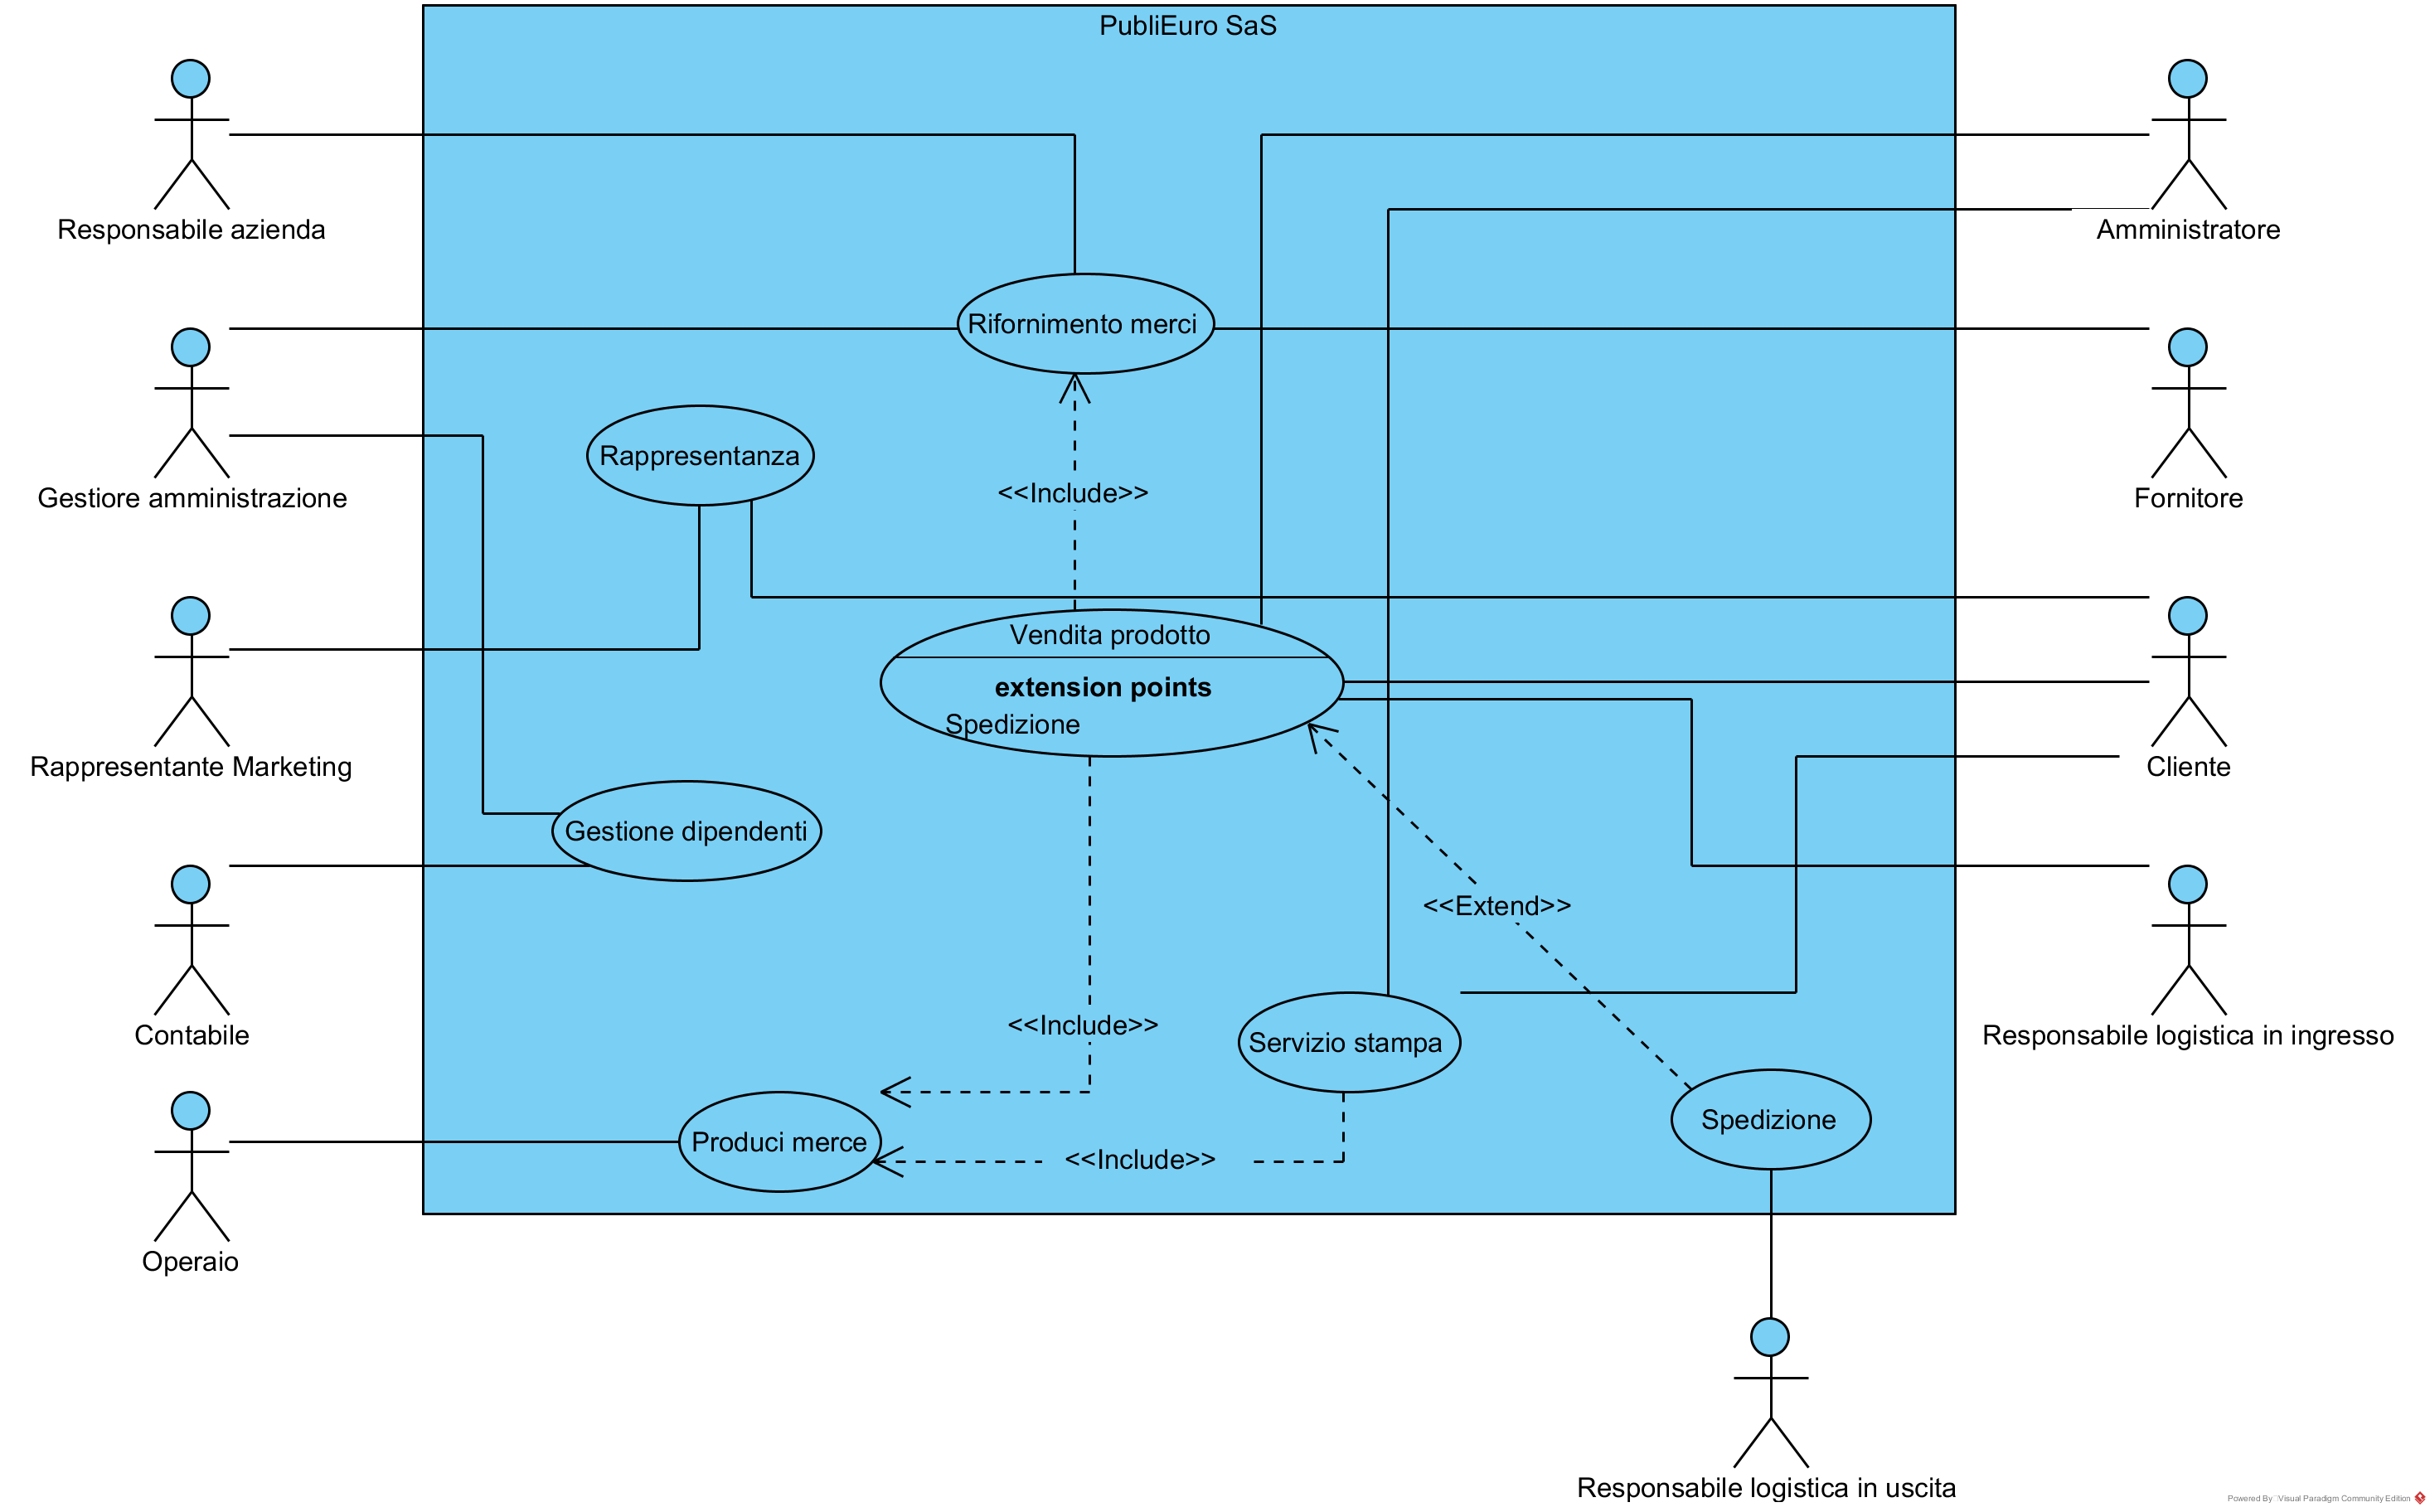 PubliEuro SaS
Responsabile azienda
Amministratore
Rifornimento merci
Rappresentanza
<<Include>>
Gestiore amministrazione
Fornitore
Vendita prodotto
extension points
Spedizione
Rappresentante Marketing
Cliente
Gestione dipendenti
<<Extend>>
Contabile
<<Include>>
Servizio stampa
Responsabile logistica in ingresso
Spedizione
Produci merce
<<Include>>
Operaio
Responsabile logistica in uscita
Powered By Visual Paradigm Community Edition